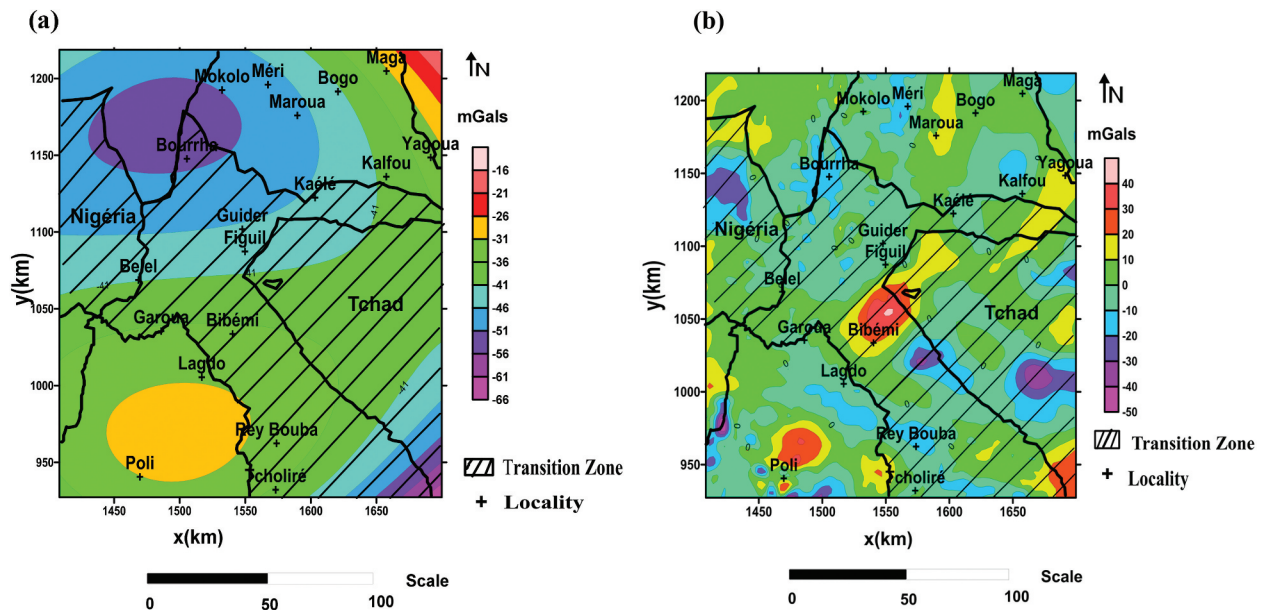 (a)
N
mGals
-16
-21
-26
-31
-36
-41
-46
-51
-56
-61
-66
Transition Zone
Locality
1200
1150
1100
1050
1000
950
y(km)
1450
1500
1550
1600
1650
x(km)
Maga
Mokolo
Méri
Bogo
Maroua
Bourrha
Yagoua
Kalfou
Kaélé
Nigéria
Guider
Figuil
-41
Belel
-41
-41
Tchad
Garoua
Bibémi
Lagdo
-41
Rey Bouba
Poli
Tcholiré
Scale
0
50
100
(b)
N
mGals
40
30
20
10
0
-10
-20
-30
-40
-50
Transition Zone
Locality
1200
1150
1100
1050
1000
950
y(km)
1450
1500
1550
1600
1650
x(km)
Maga
Mokolo
Méri
Bogo
Maroua
Bourrha
Yagoua
Kalfou
Kaélé
Nigéria
Guider
Figuil
Belel
Tchad
Garoua
Bibémi
Lagdo
Rey Bouba
Poli
Tcholiré
Scale
0
50
100